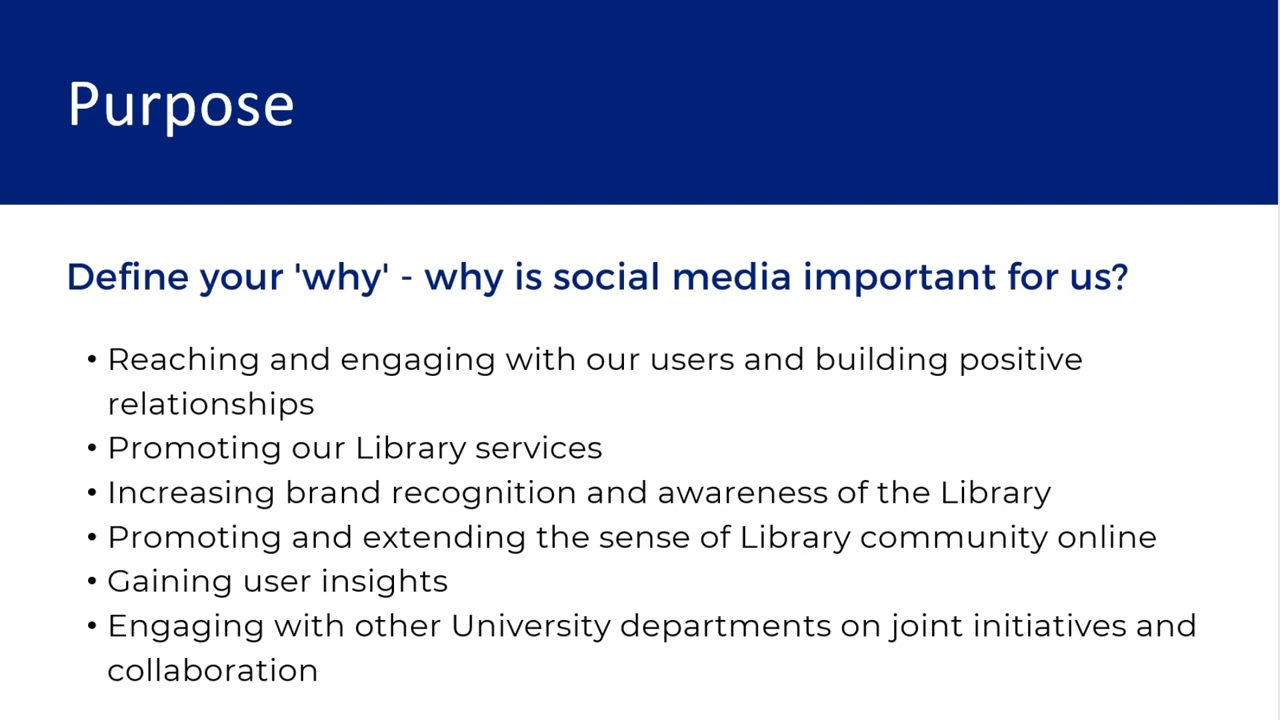 Purpose
Define your 'why' - why is social media important for us?
• Reaching and engaging with our users and building positive
relationships
• Promoting our Library services
• Increasing brand recognition and awareness of the Library
• Promoting and extending the sense of Library community online
• Gaining user insights
• Engaging with other University departments on joint initiatives and
collaboration